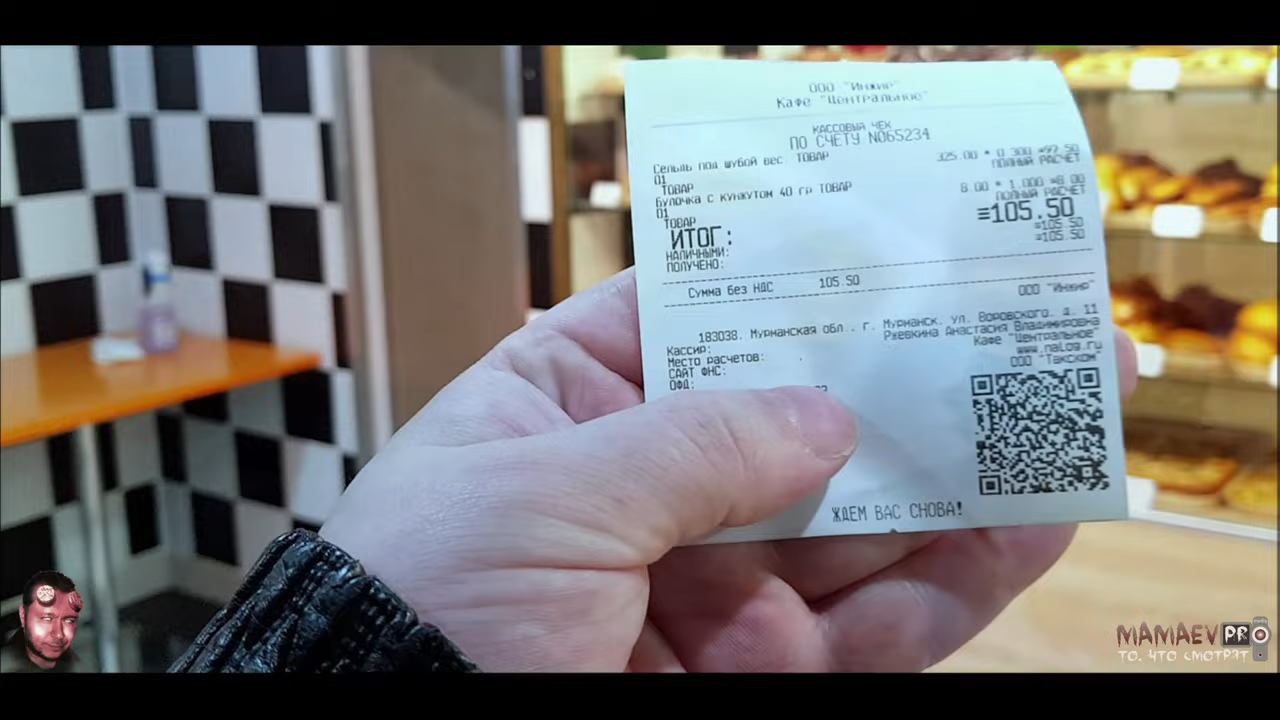 ООО "Инжир"
Кафе "Центральное"
КАССОВЫЙ ЧЕК
ПО СЧЕТУ N065234
Сельдь под шубой вес. ТОВАР 325.00 * 0.300 =97.50
01 ПОЛНЫЙ РАСЧЕТ
ТОВАР
Булочка с кунжутом 40 гр ТОВАР 8.00 * 1.000 =8.00
01 ПОЛНЫЙ РАСЧЕТ
ТОВАР
ИТОГ: =105.50
НАЛИЧНЫМИ: =105.50
ПОЛУЧЕНО: =105.50
Сумма без НДС 105.50
ООО "Инжир"
183038, Мурманская обл., г. Мурманск, ул. Воровского, д. 11
Кассир: Ржевкина Анастасия Владимировна
Место расчетов: Кафе "Центральное"
САЙТ ФНС: www.nalog.ru
ОФД: ООО "Такском"
ЖДЕМ ВАС СНОВА!
MAMAEV PRO
ТО, ЧТО СМОТРЯТ